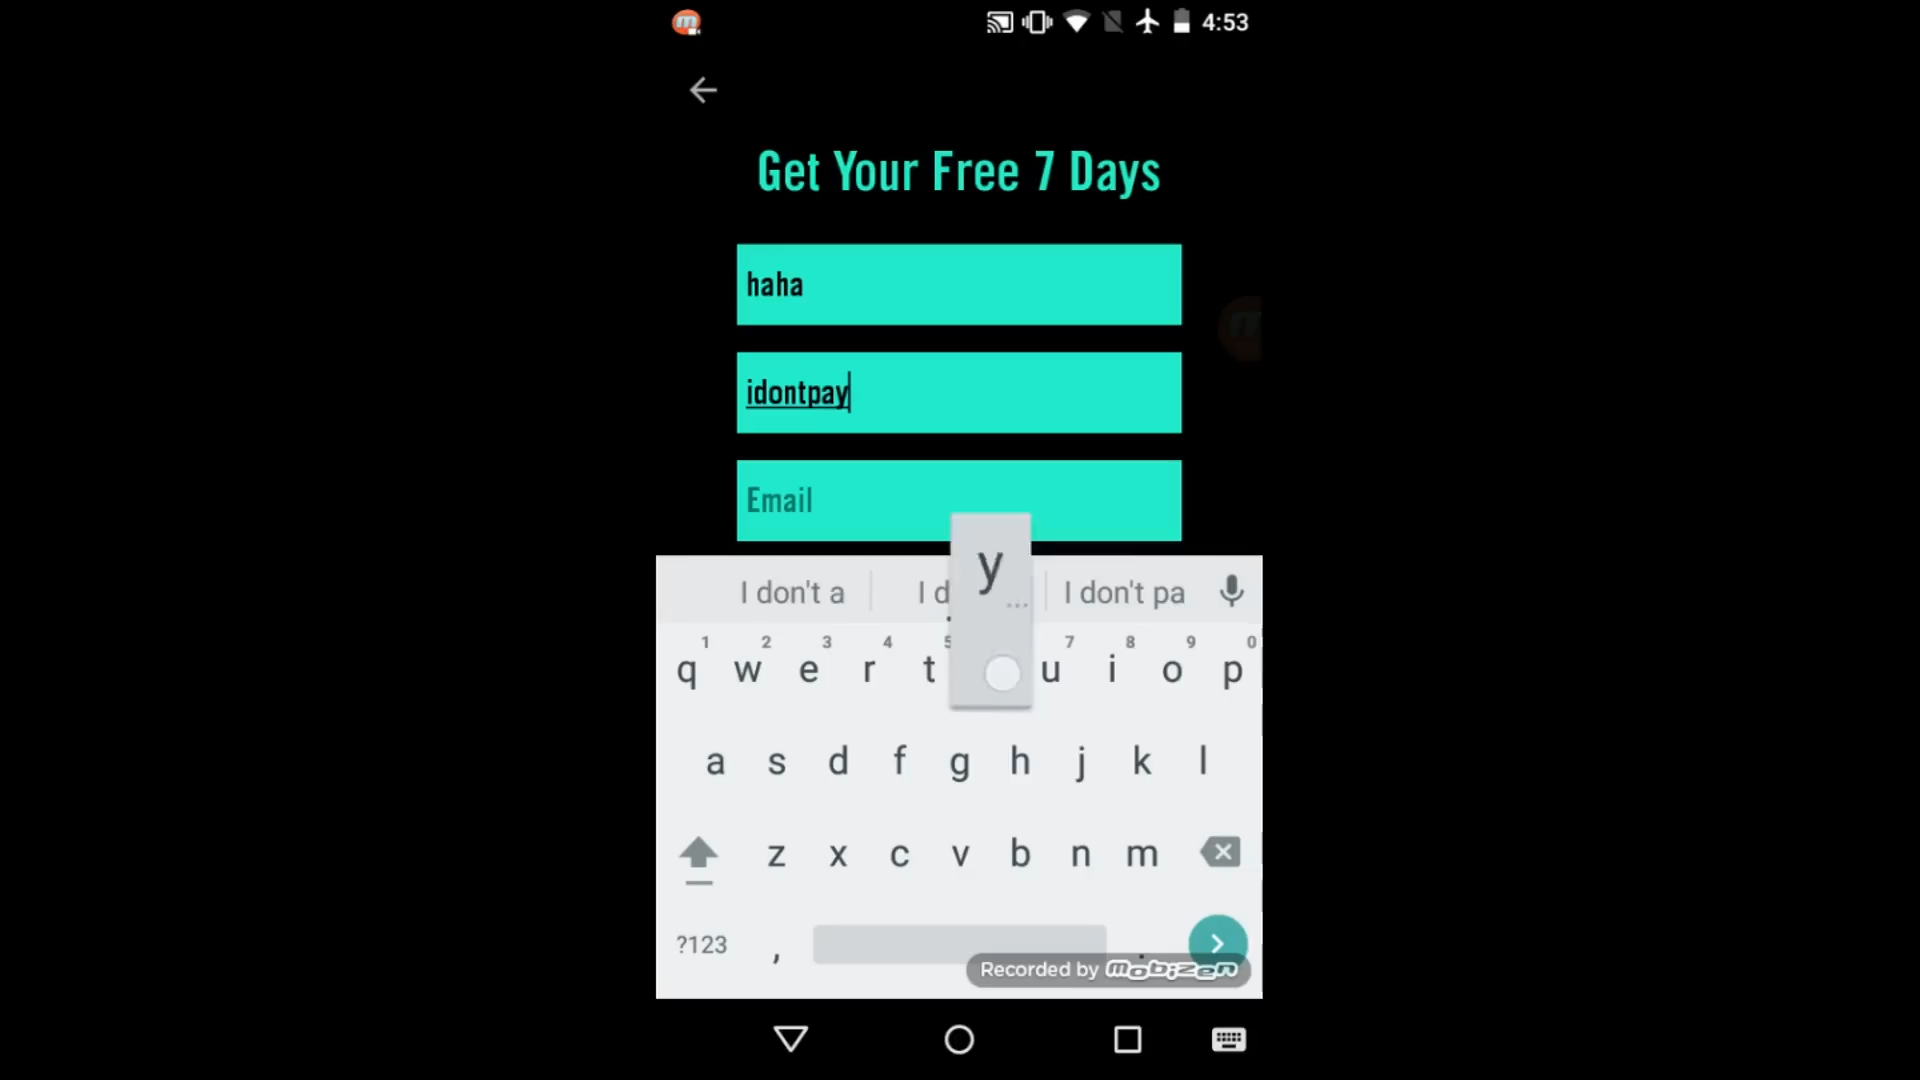 4:53
Get Your Free 7 Days
haha
idontpay
Email
y
...
I don't a
I d
I don't pa
1 2 3 4 5 7 8 9 0
q w e r t u i o p
a s d f g h j k l
z x c v b n m
?123 , .
Recorded by mobizen